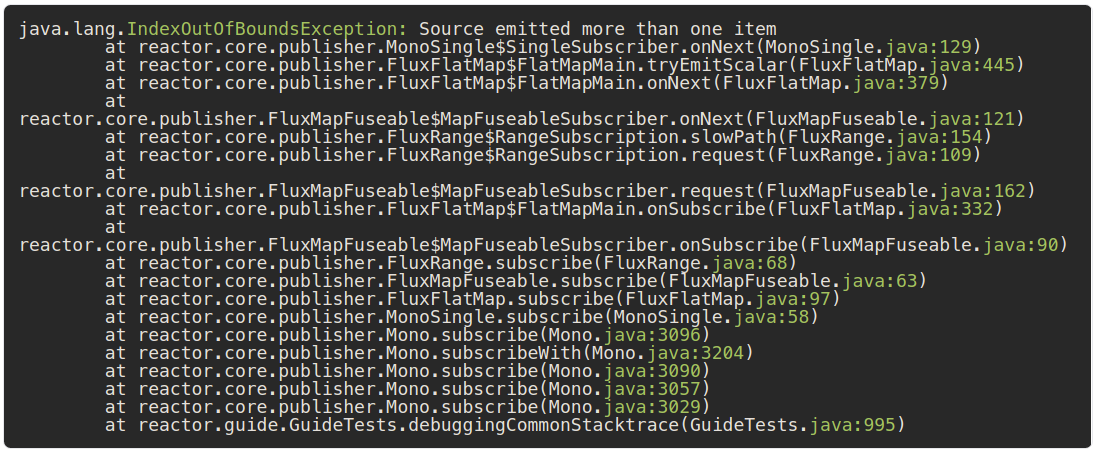 java.lang.IndexOutOfBoundsException: Source emitted more than one item
at reactor.core.publisher.MonoSingle$SingleSubscriber.onNext(MonoSingle.java:129)
at reactor.core.publisher.FluxFlatMap$FlatMapMain.tryEmitScalar(FluxFlatMap.java:445)
at reactor.core.publisher.FluxFlatMap$FlatMapMain.onNext(FluxFlatMap.java:379)
at
reactor.core.publisher.FluxMapFuseable$MapFuseableSubscriber.onNext(FluxMapFuseable.java:121)
at reactor.core.publisher.FluxRange$RangeSubscription.slowPath(FluxRange.java:154)
at reactor.core.publisher.FluxRange$RangeSubscription.request(FluxRange.java:109)
at
reactor.core.publisher.FluxMapFuseable$MapFuseableSubscriber.request(FluxMapFuseable.java:162)
at reactor.core.publisher.FluxFlatMap$FlatMapMain.onSubscribe(FluxFlatMap.java:332)
at
reactor.core.publisher.FluxMapFuseable$MapFuseableSubscriber.onSubscribe(FluxMapFuseable.java:90)
at reactor.core.publisher.FluxRange.subscribe(FluxRange.java:68)
at reactor.core.publisher.FluxMapFuseable.subscribe(FluxMapFuseable.java:63)
at reactor.core.publisher.FluxFlatMap.subscribe(FluxFlatMap.java:97)
at reactor.core.publisher.MonoSingle.subscribe(MonoSingle.java:58)
at reactor.core.publisher.Mono.subscribe(Mono.java:3096)
at reactor.core.publisher.Mono.subscribeWith(Mono.java:3204)
at reactor.core.publisher.Mono.subscribe(Mono.java:3090)
at reactor.core.publisher.Mono.subscribe(Mono.java:3057)
at reactor.core.publisher.Mono.subscribe(Mono.java:3029)
at reactor.guide.GuideTests.debuggingCommonStacktrace(GuideTests.java:995)